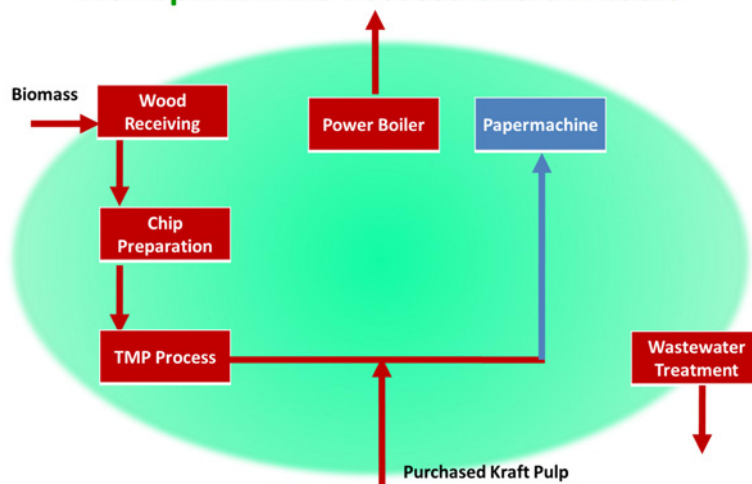 Biomass
Wood
Receiving
Power Boiler
Papermachine
Chip
Preparation
TMP Process
Wastewater
Treatment
Purchased Kraft Pulp